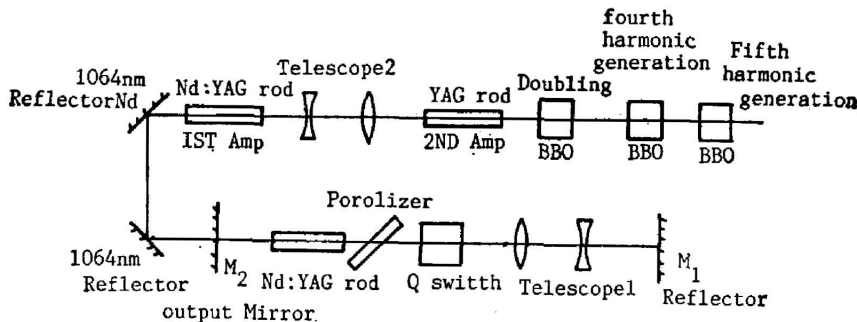 fourth
harmonic
generation
Fifth
harmonic
generation
1064nm
ReflectorNd
Nd:YAG rod
Telescope2
YAG rod
Doubling
IST Amp
2ND Amp
BBO
BBO
BBO
Porolizer
1064nm
Reflector
M2
output Mirror.
Nd:YAG rod
Q switth
Telescope1
M1
Reflector